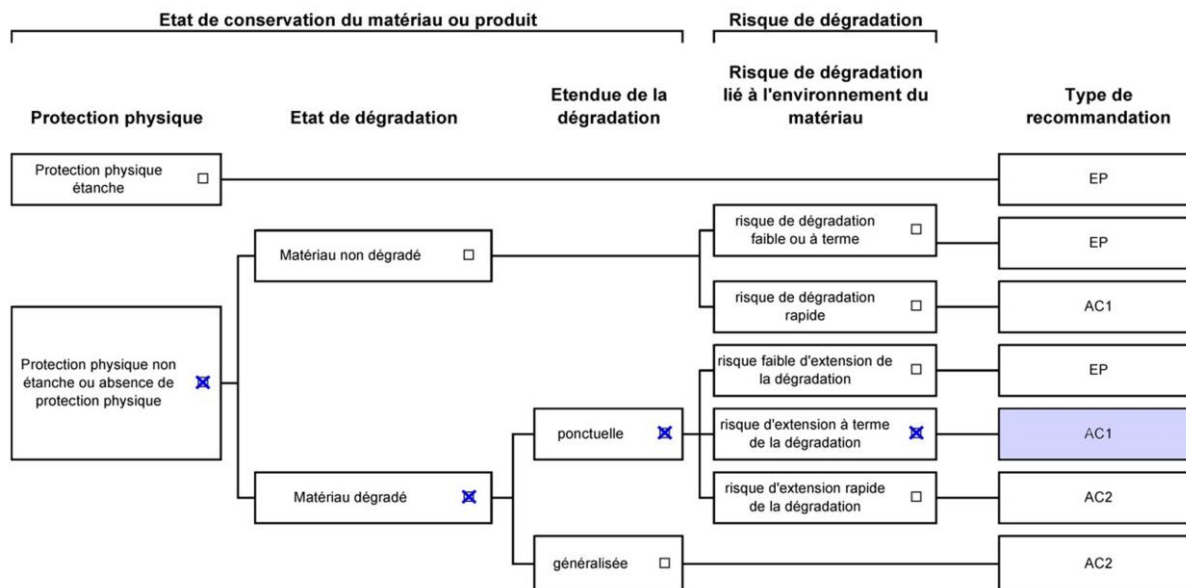 Etat de conservation du matériau ou produit
Risque de dégradation
Protection physique
Etat de dégradation
Etendue de la
dégradation
Risque de dégradation
lié à l'environnement du
matériau
Type de
recommandation
Protection physique
étanche
EP
Matériau non dégradé
risque de dégradation
faible ou à terme
EP
risque de dégradation
rapide
AC1
Protection physique non
étanche ou absence de
protection physique
risque faible d'extension de
la dégradation
EP
ponctuelle
risque d'extension à terme
de la dégradation
AC1
Matériau dégradé
risque d'extension rapide
de la dégradation
AC2
généralisée
AC2